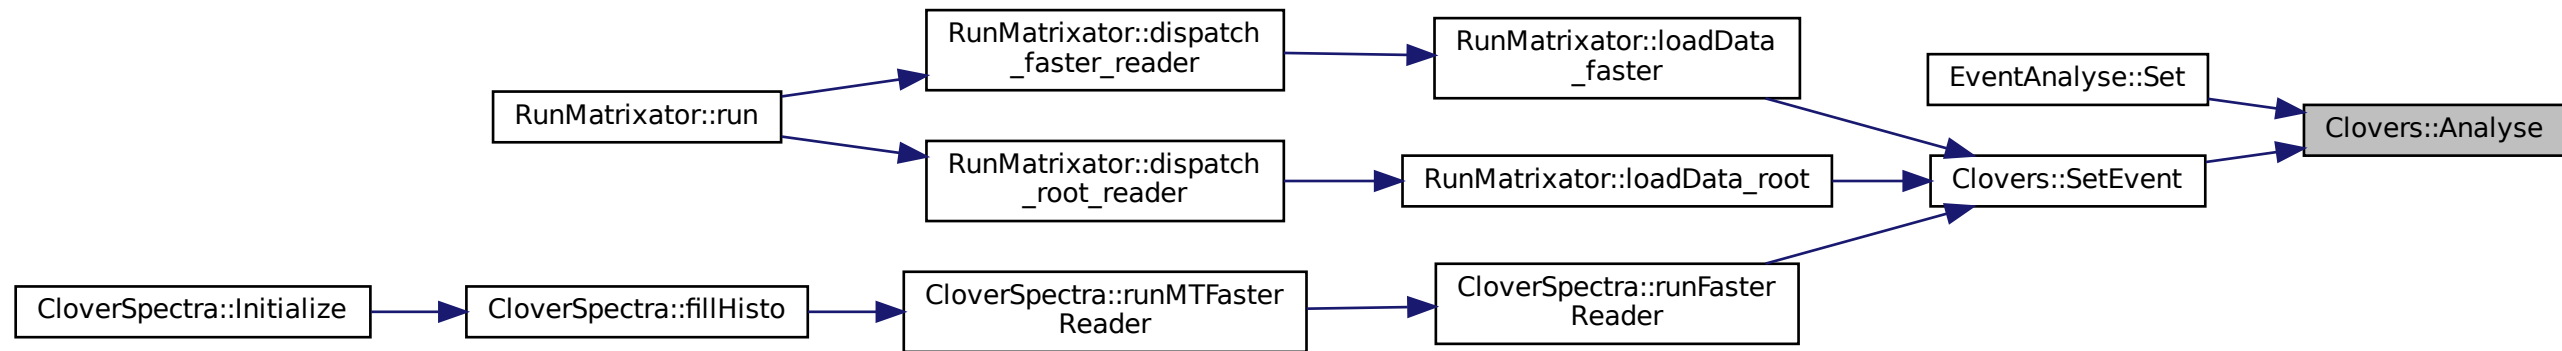 RunMatrixator::run
RunMatrixator::dispatch
_faster_reader
RunMatrixator::loadData
_faster
EventAnalyse::Set
Clovers::Analyse
RunMatrixator::dispatch
_root_reader
RunMatrixator::loadData_root
Clovers::SetEvent
CloverSpectra::Initialize
CloverSpectra::fillHisto
CloverSpectra::runMTFaster
Reader
CloverSpectra::runFaster
Reader